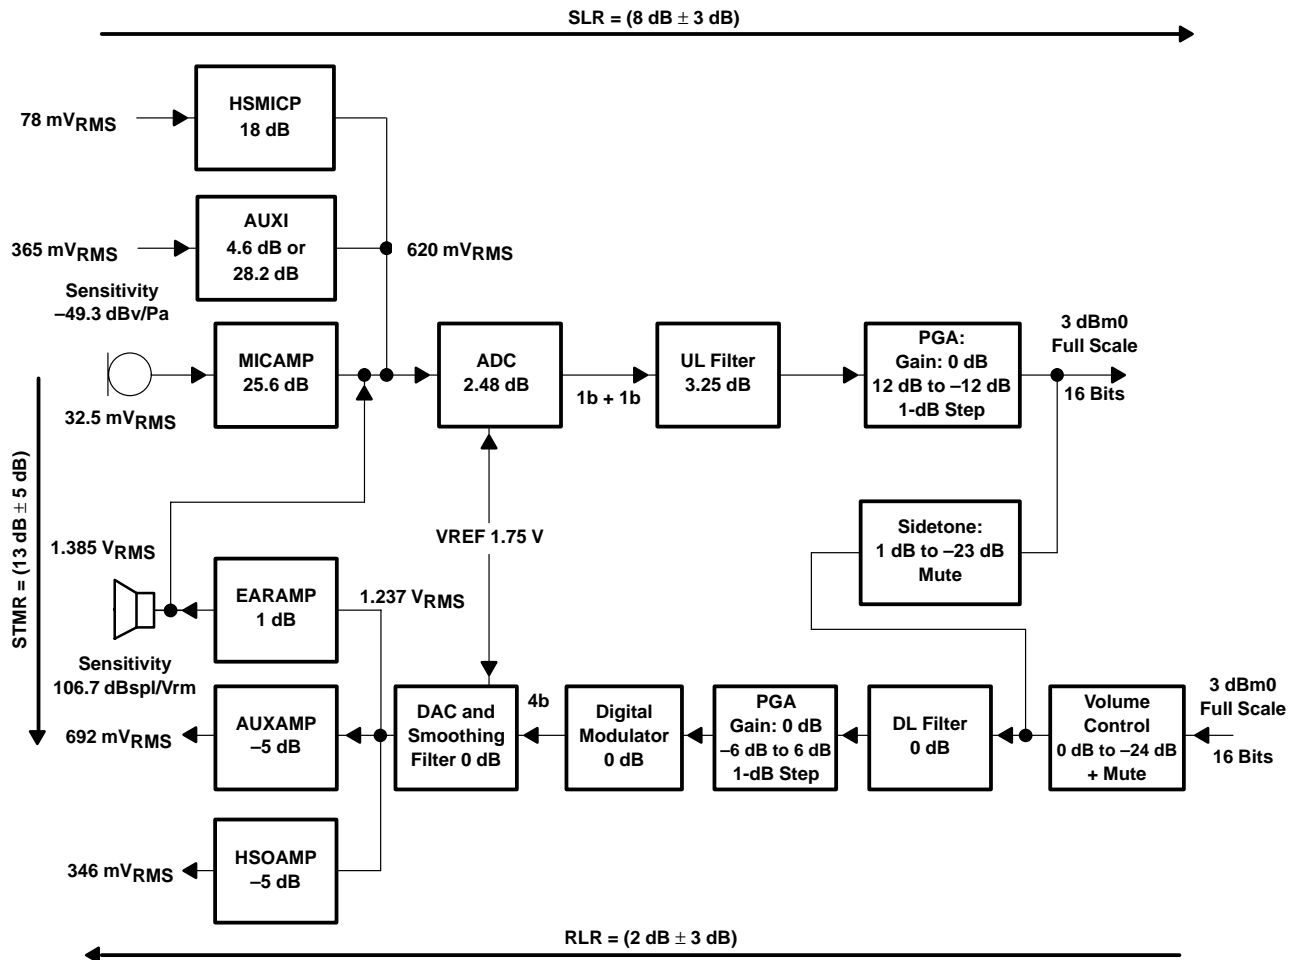 SLR = (8 dB ± 3 dB)
HSMICP
18 dB
78 mVRMS
AUXI
4.6 dB or
28.2 dB
365 mVRMS
620 mVRMS
Sensitivity
–49.3 dBv/Pa
MICAMP
25.6 dB
32.5 mVRMS
ADC
2.48 dB
1b + 1b
UL Filter
3.25 dB
PGA:
Gain: 0 dB
12 dB to –12 dB
1-dB Step
3 dBm0
Full Scale
16 Bits
STMR = (13 dB ± 5 dB)
VREF 1.75 V
Sidetone:
1 dB to –23 dB
Mute
1.385 VRMS
EARAMP
1 dB
1.237 VRMS
Sensitivity
106.7 dBspl/Vrm
AUXAMP
–5 dB
692 mVRMS
DAC and
Smoothing
Filter 0 dB
4b
Digital
Modulator
0 dB
PGA
Gain: 0 dB
–6 dB to 6 dB
1-dB Step
DL Filter
0 dB
Volume
Control
0 dB to –24 dB
+ Mute
3 dBm0
Full Scale
16 Bits
HSOAMP
–5 dB
346 mVRMS
RLR = (2 dB ± 3 dB)